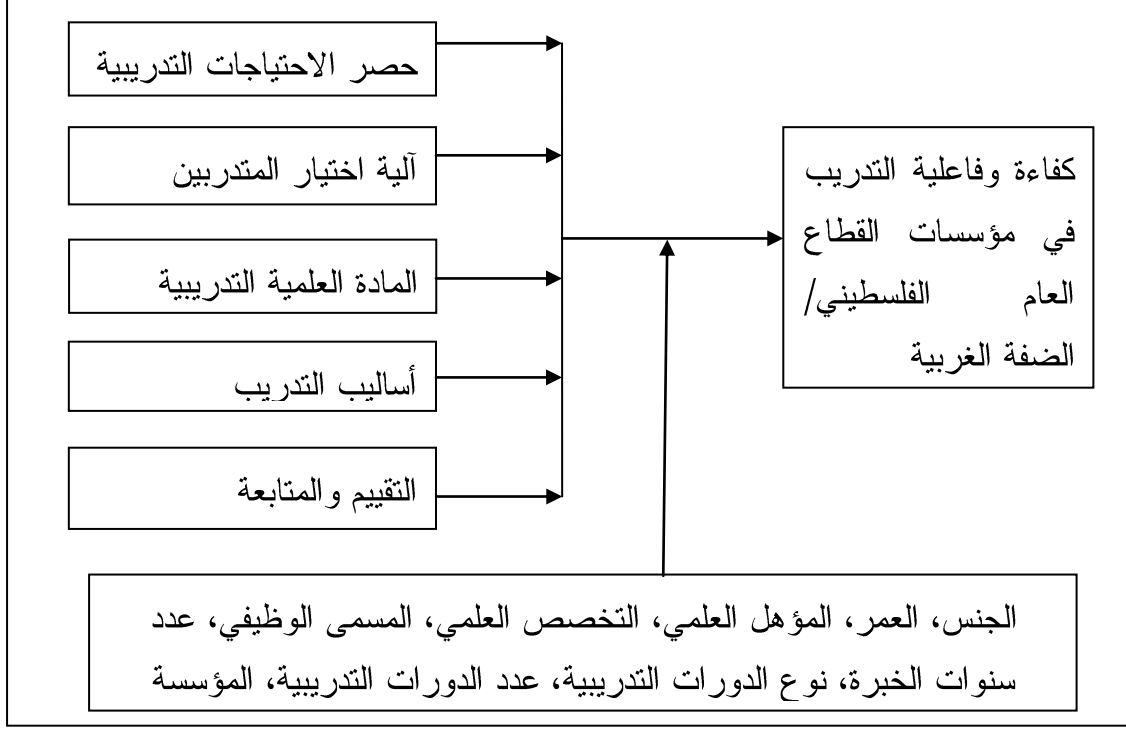 حصر الاحتياجات التدريبية
آلية اختيار المتدربين
المادة العلمية التدريبية
أساليب التدريب
التقييم والمتابعة
كفاءة وفاعلية التدريب
في مؤسسات القطاع
العام الفلسطيني/
الضفة الغربية
الجنس، العمر، المؤهل العلمي، التخصص العلمي، المسمى الوظيفي، عدد
سنوات الخبرة، نوع الدورات التدريبية، عدد الدورات التدريبية، المؤسسة